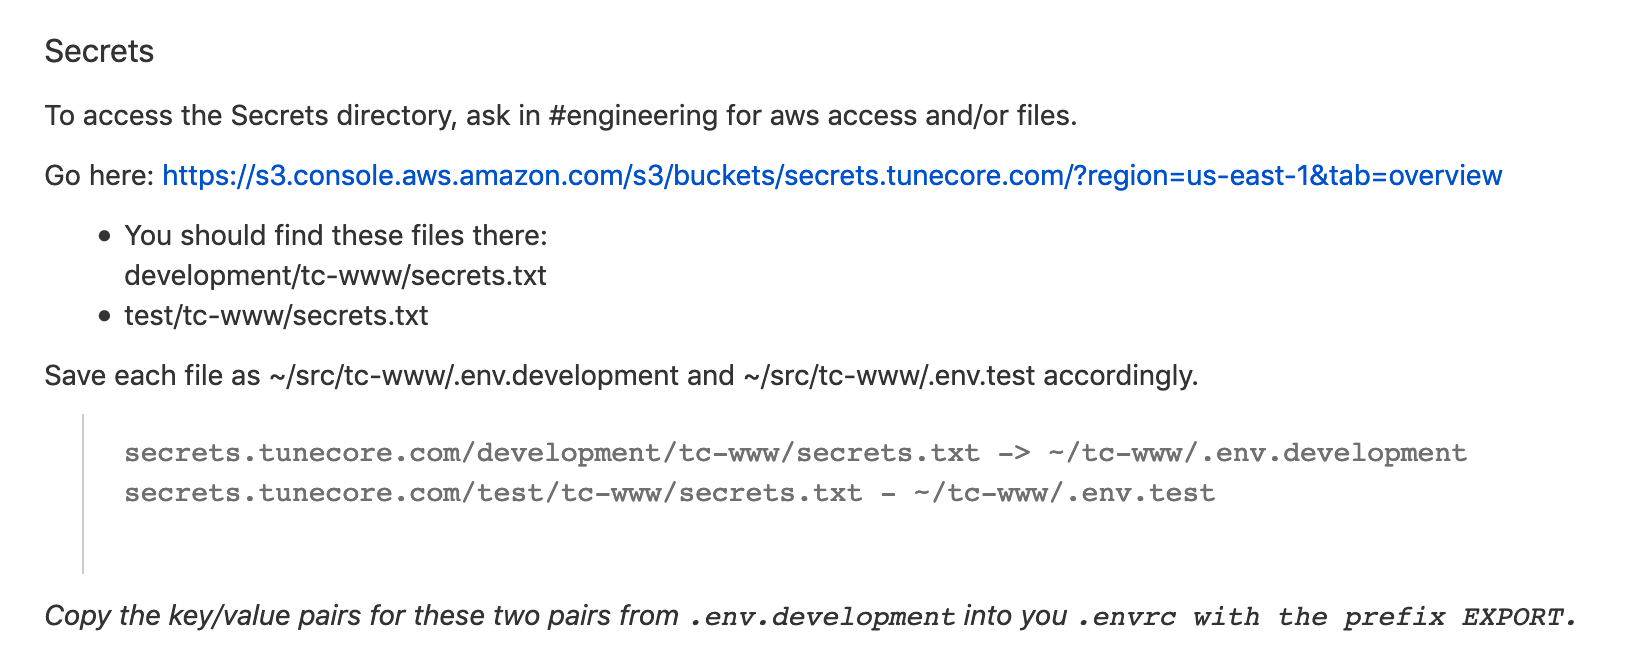 Secrets
To access the Secrets directory, ask in #engineering for aws access and/or files.
Go here: https://s3.console.aws.amazon.com/s3/buckets/secrets.tunecore.com/?region=us-east-1&tab=overview
• You should find these files there:
development/tc-www/secrets.txt
• test/tc-www/secrets.txt
Save each file as ~/src/tc-www/.env.development and ~/src/tc-www/.env.test accordingly.
secrets.tunecore.com/development/tc-www/secrets.txt -> ~/tc-www/.env.development
secrets.tunecore.com/test/tc-www/secrets.txt - ~/tc-www/.env.test
Copy the key/value pairs for these two pairs from .env.development into you .envrc with the prefix EXPORT.